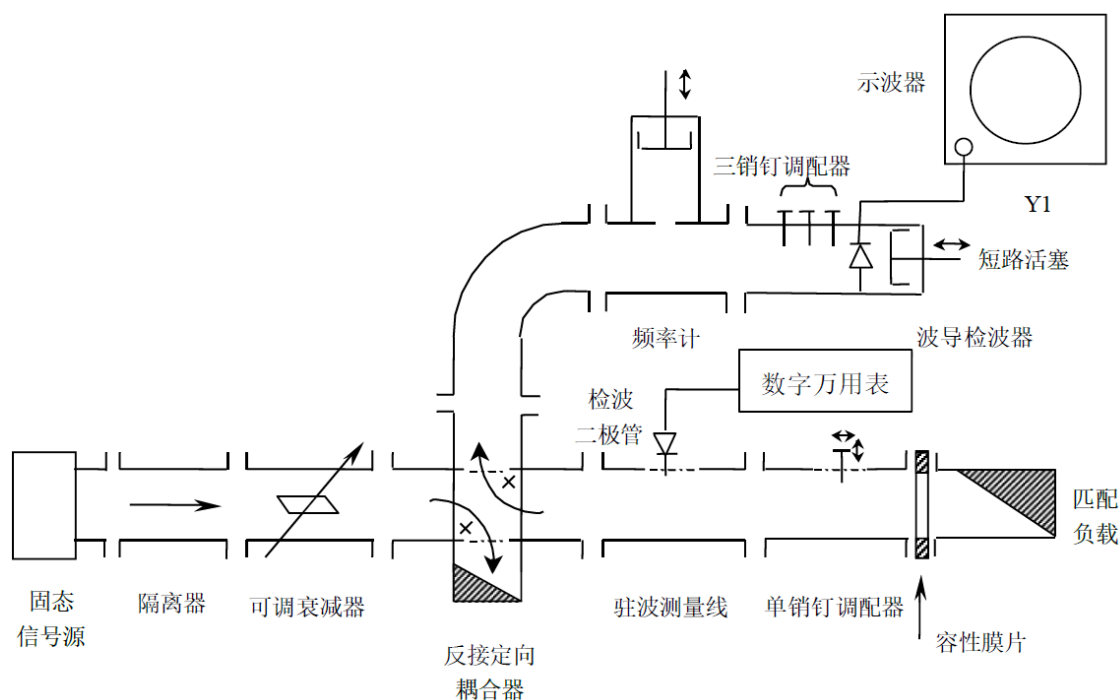 示波器
三销钉调配器
Y1
短路活塞
频率计
波导检波器
数字万用表
检波
二极管
匹配
负载
固态
信号源
隔离器
可调衰减器
反接定向
耦合器
驻波测量线
单销钉调配器
容性膜片